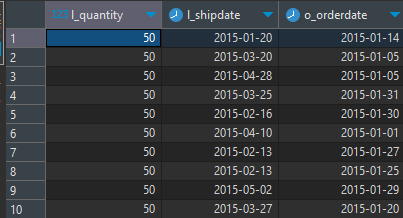 123 l_quantity l_shipdate o_orderdate
1 50 2015-01-20 2015-01-14
2 50 2015-03-20 2015-01-05
3 50 2015-04-28 2015-01-05
4 50 2015-03-25 2015-01-31
5 50 2015-02-16 2015-01-30
6 50 2015-04-10 2015-01-01
7 50 2015-02-13 2015-01-27
8 50 2015-02-13 2015-01-25
9 50 2015-05-02 2015-01-29
10 50 2015-03-27 2015-01-20